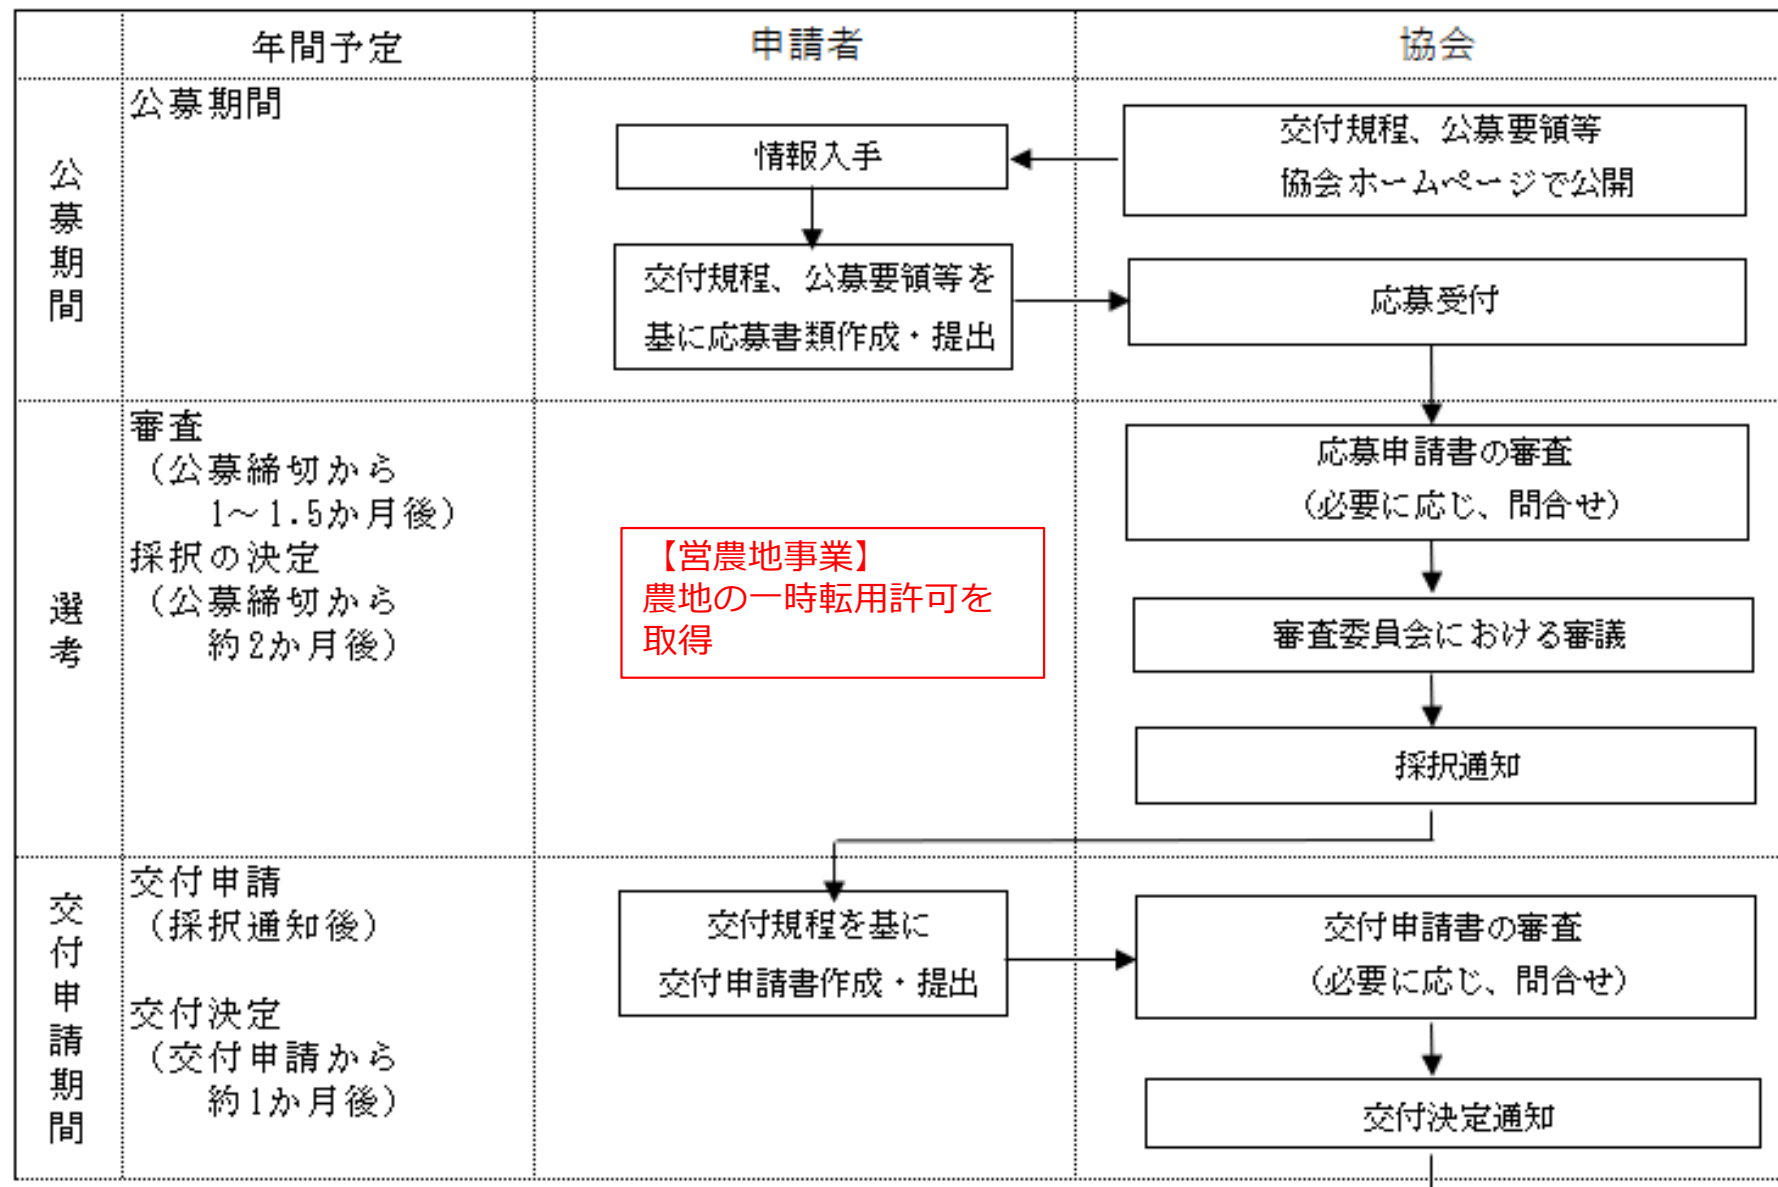 年間予定
申請者
協会
公募期間
公募期間
情報入手
交付規程、公募要領等
協会ホームページで公開
交付規程、公募要領等を
基に応募書類作成・提出
応募受付
選考
審査
（公募締切から
1～1.5か月後）
採択の決定
（公募締切から
約2か月後）
【営農地事業】
農地の一時転用許可を
取得
応募申請書の審査
（必要に応じ、問合せ）
審査委員会における審議
採択通知
交付申請期間
交付申請
（採択通知後）
交付決定
（交付申請から
約1か月後）
交付規程を基に
交付申請書作成・提出
交付申請書の審査
（必要に応じ、問合せ）
交付決定通知